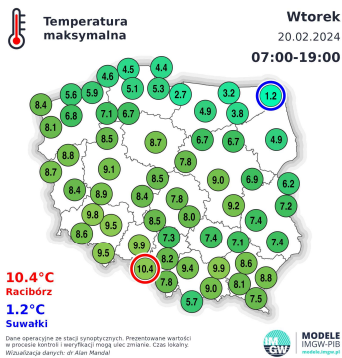 Temperatura
maksymalna
Wtorek
20.02.2024
07:00-19:00
4.6 4.5 4.4
5.6 5.9 5.1 5.3 2.7 3.2 1.2
8.4 6.8 7.1 6.7 4.9 3.8
8.1 8.5 8.7 6.7 6.7 4.9
8.8 7.8
8.7 9.1 9.0 6.9 6.2
8.4 8.9 8.4 7.8 9.2 7.2
9.8 9.5 8.5 8.0 7.4
8.6 9.9 7.3 7.4 7.1 7.4
9.5 10.4 8.2 9.4 9.9 8.6
7.8 9.0 8.1 8.8
5.7 7.5
10.4°C
Racibórz
1.2°C
Suwałki
Dane operacyjne ze stacji synoptycznych. Prezentowane wartości
w procesie kontroli i weryfikacji mogą ulec zmianie. Czas lokalny.
Wizualizacja danych: dr Alan Mandal
IM
GW
MODELE
IMGW-PIB
modele.imgw.pl